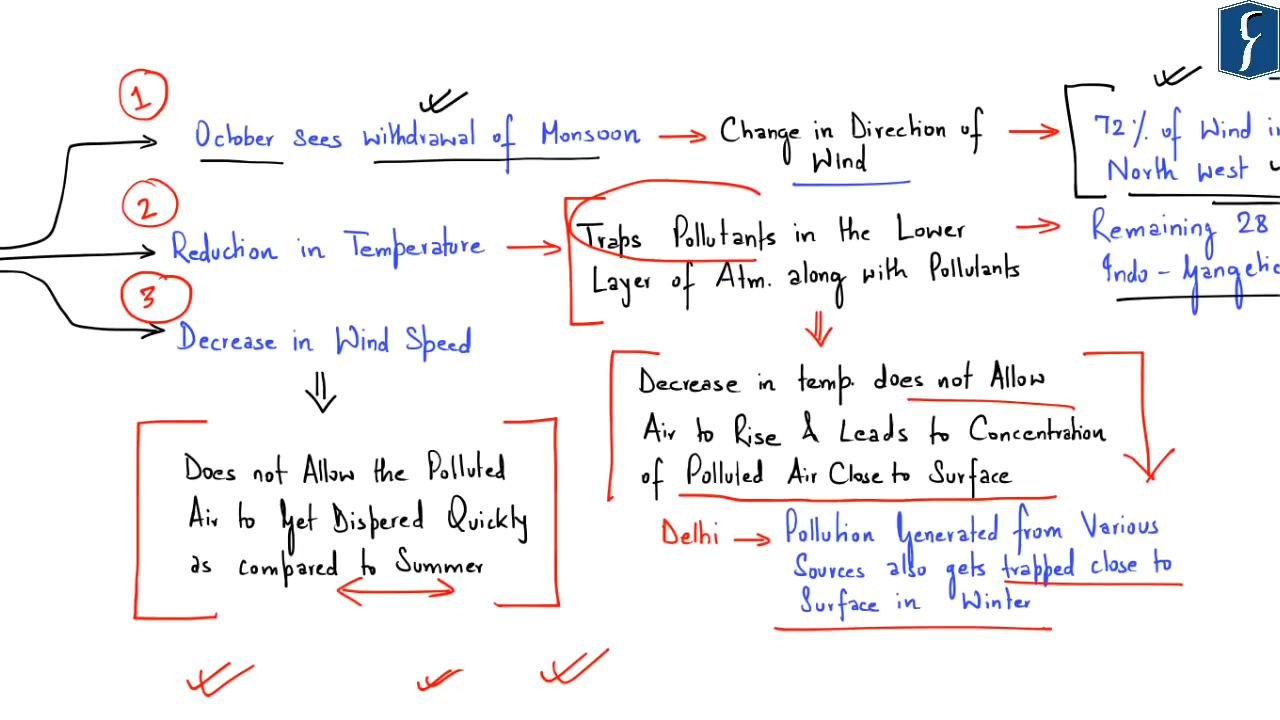 1
October sees withdrawal of Monsoon → Change in Direction of
Wind
72% of Wind in
North west
2
Reduction in Temperature → Traps Pollutants in the Lower
Layer of Atm. along with Pollutants
Remaining 28
Indo - Gangetic
3
Decrease in Wind Speed
Does not Allow the Polluted
Air to Get Dispered Quickly
as compared to Summer
Decrease in temp. does not Allow
Air to Rise & Leads to Concentration
of Polluted Air Close to Surface
Delhi → Pollution Generated from Various
Sources also gets trapped close to
Surface in Winter